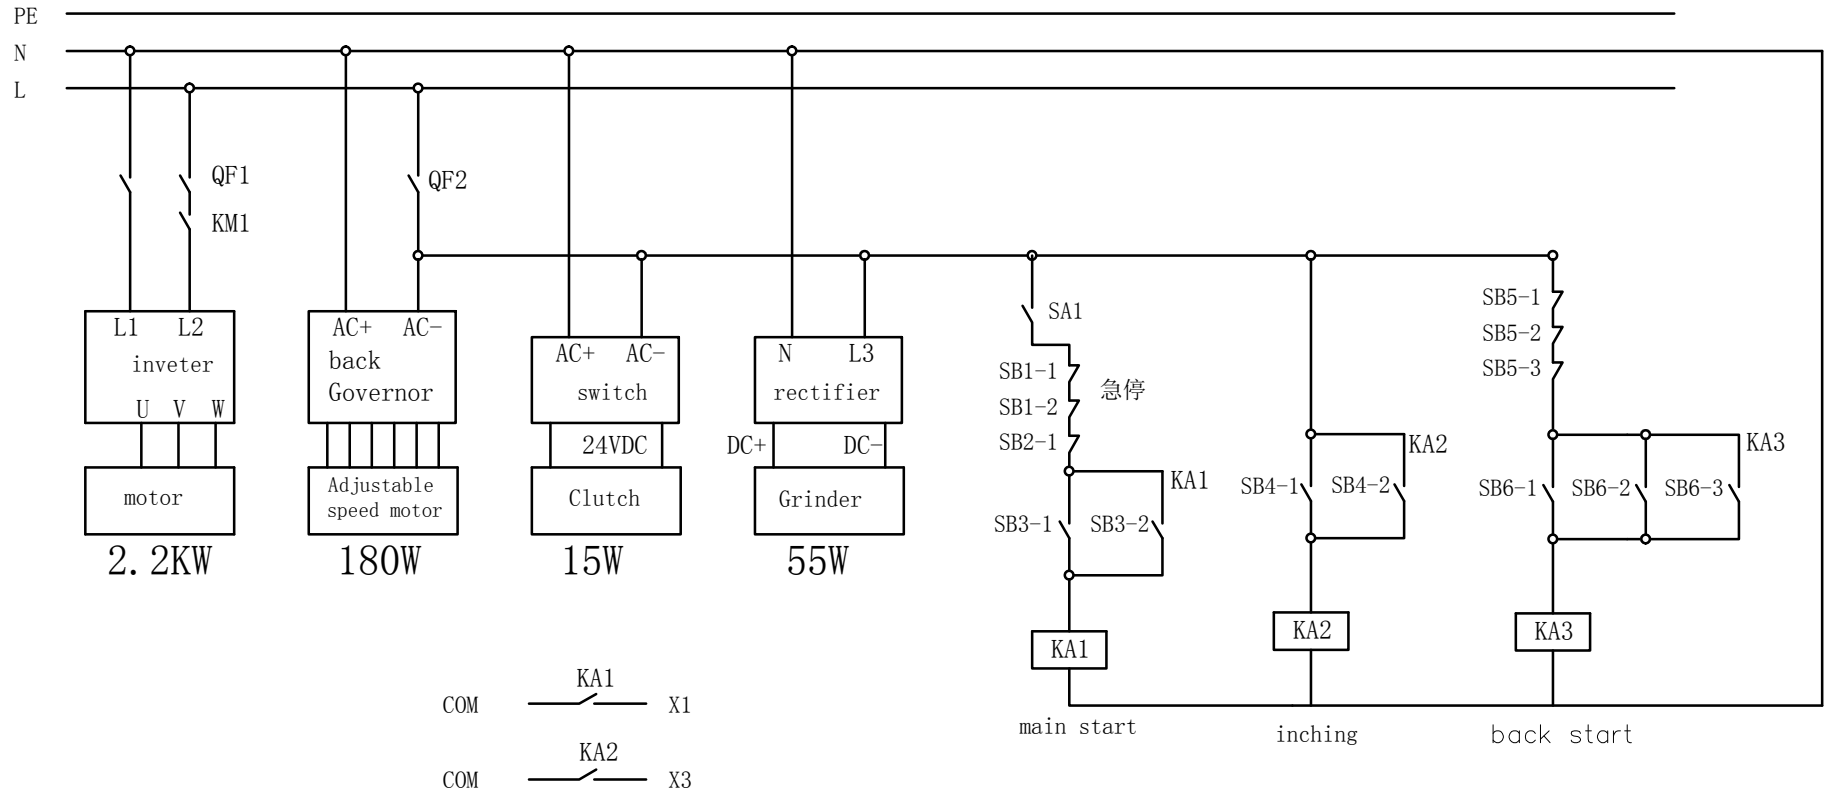 PE
N
L
QF1
KM1
QF2
L1 L2
inveter
U V W
motor
2.2KW
AC+ AC-
back
Governor
Adjustable
speed motor
180W
AC+ AC-
switch
24VDC
Clutch
15W
N L3
rectifier
DC+ DC-
Grinder
55W
SA1
SB1-1
急停
SB1-2
SB2-1
KA1
SB3-1 SB3-2
KA1
main start
KA2
SB4-1 SB4-2
KA2
inching
SB5-1
SB5-2
SB5-3
KA3
SB6-1 SB6-2 SB6-3
KA3
back start
KA1
COM X1
KA2
COM X3